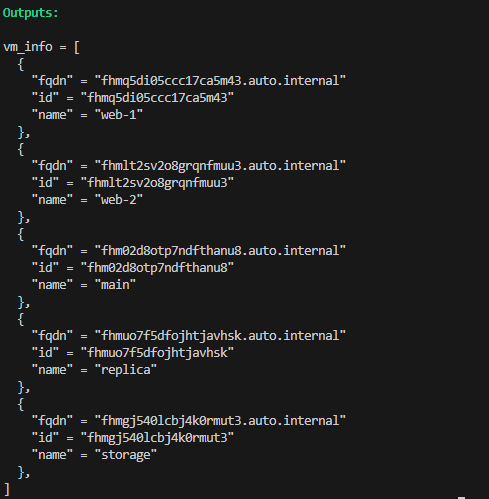 Outputs:
vm_info = [
  {
    "fqdn" = "fhmq5di05ccc17ca5m43.auto.internal"
    "id" = "fhmq5di05ccc17ca5m43"
    "name" = "web-1"
  },
  {
    "fqdn" = "fhmlt2sv2o8grqnfmuu3.auto.internal"
    "id" = "fhmlt2sv2o8grqnfmuu3"
    "name" = "web-2"
  },
  {
    "fqdn" = "fhm02d8otp7ndfthanu8.auto.internal"
    "id" = "fhm02d8otp7ndfthanu8"
    "name" = "main"
  },
  {
    "fqdn" = "fhmuo7f5dfojhtjavhsk.auto.internal"
    "id" = "fhmuo7f5dfojhtjavhsk"
    "name" = "replica"
  },
  {
    "fqdn" = "fhmgj540lcbj4k0rmut3.auto.internal"
    "id" = "fhmgj540lcbj4k0rmut3"
    "name" = "storage"
  },
]